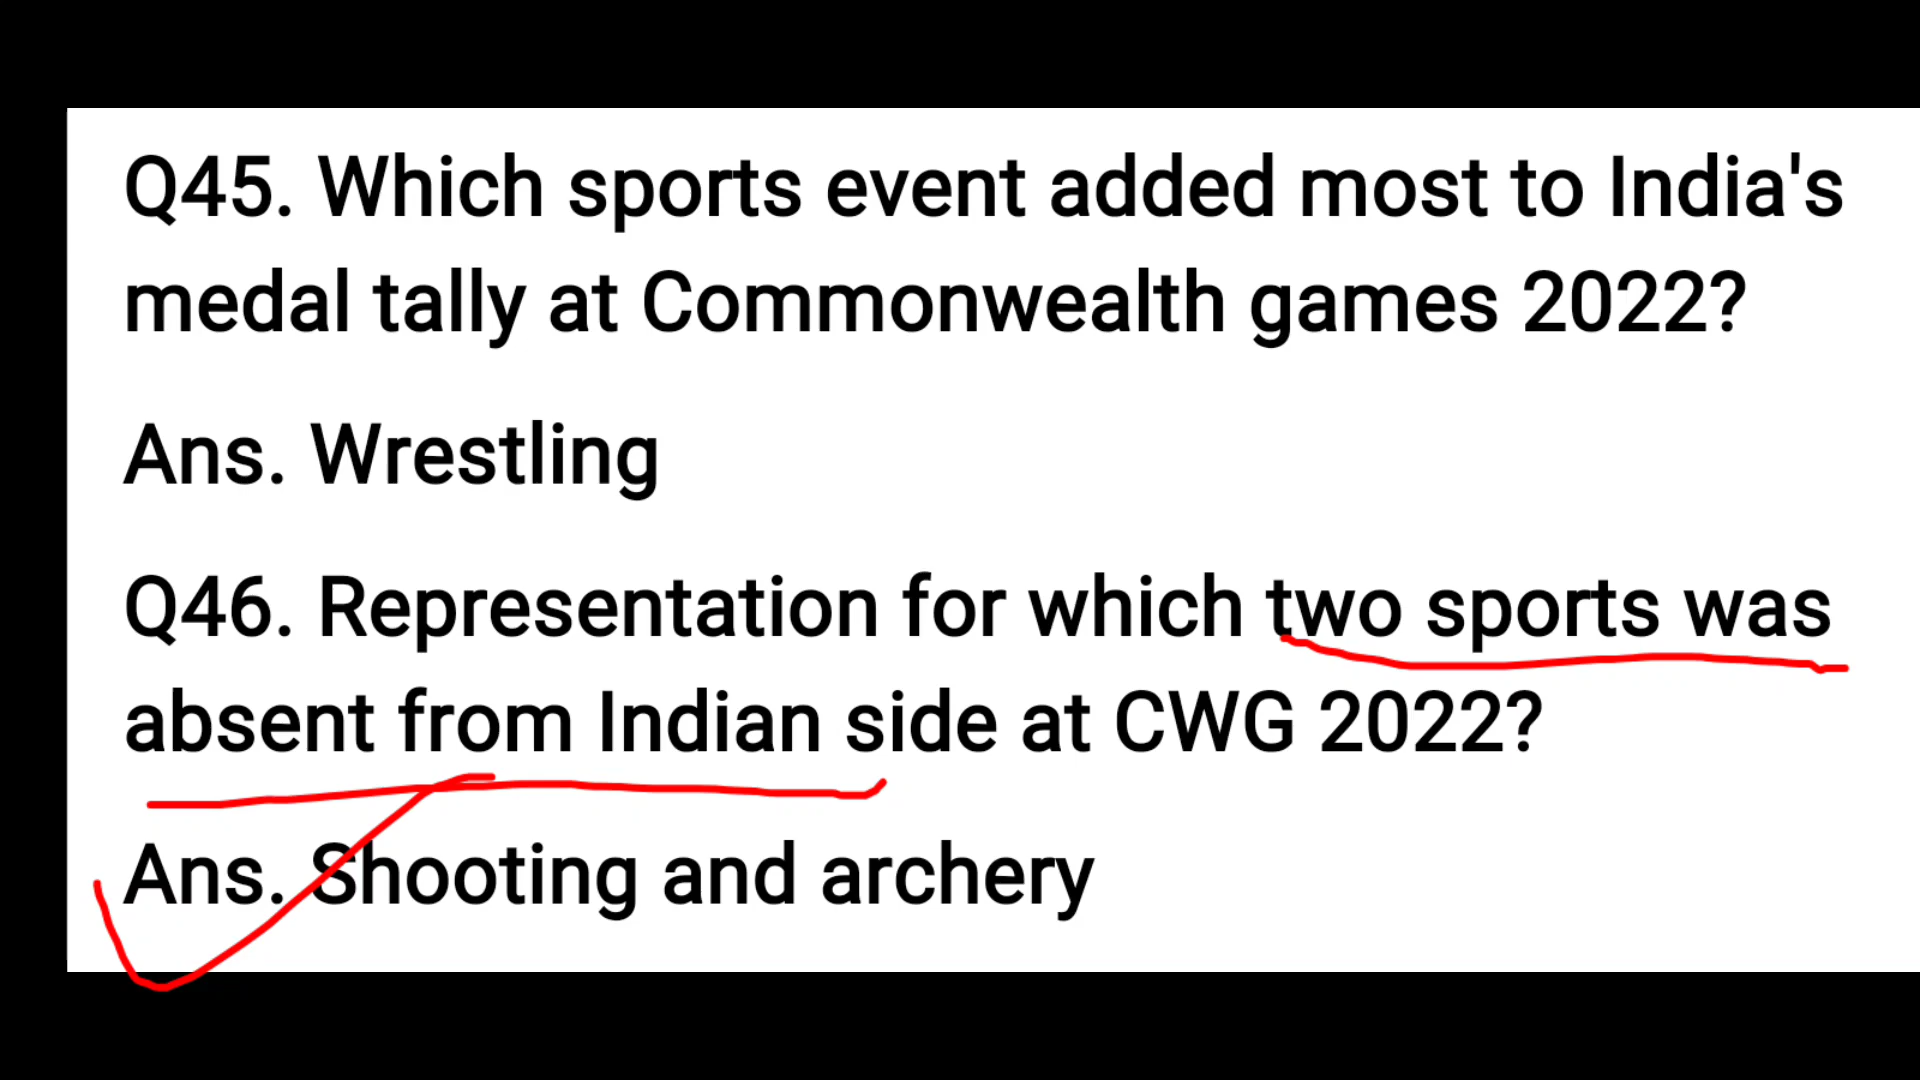 Q45. Which sports event added most to India's
medal tally at Commonwealth games 2022?
Ans. Wrestling
Q46. Representation for which two sports was
absent from Indian side at CWG 2022?
Ans. Shooting and archery